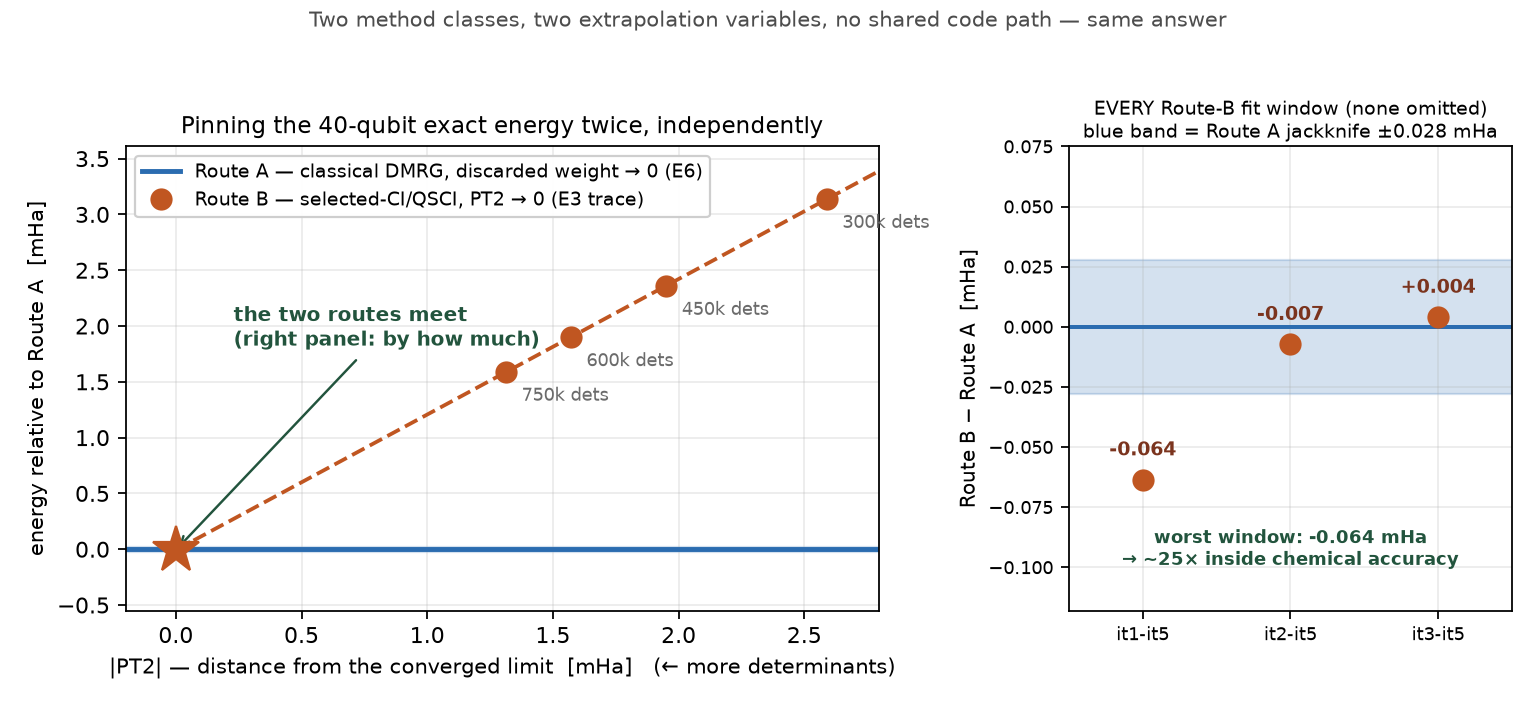 Two method classes, two extrapolation variables, no shared code path — same answer
Pinning the 40-qubit exact energy twice, independently
energy relative to Route A [mHa]
3.5
3.0
2.5
2.0
1.5
1.0
0.5
0.0
−0.5
Route A — classical DMRG, discarded weight → 0 (E6)
Route B — selected-CI/QSCI, PT2 → 0 (E3 trace)
300k dets
450k dets
600k dets
750k dets
the two routes meet
(right panel: by how much)
0.0
0.5
1.0
1.5
2.0
2.5
|PT2| — distance from the converged limit [mHa] (← more determinants)
EVERY Route-B fit window (none omitted)
blue band = Route A jackknife ±0.028 mHa
Route B − Route A [mHa]
0.075
0.050
0.025
0.000
−0.025
−0.050
−0.075
−0.100
-0.064
-0.007
+0.004
worst window: -0.064 mHa
→ ~25× inside chemical accuracy
it1-it5
it2-it5
it3-it5